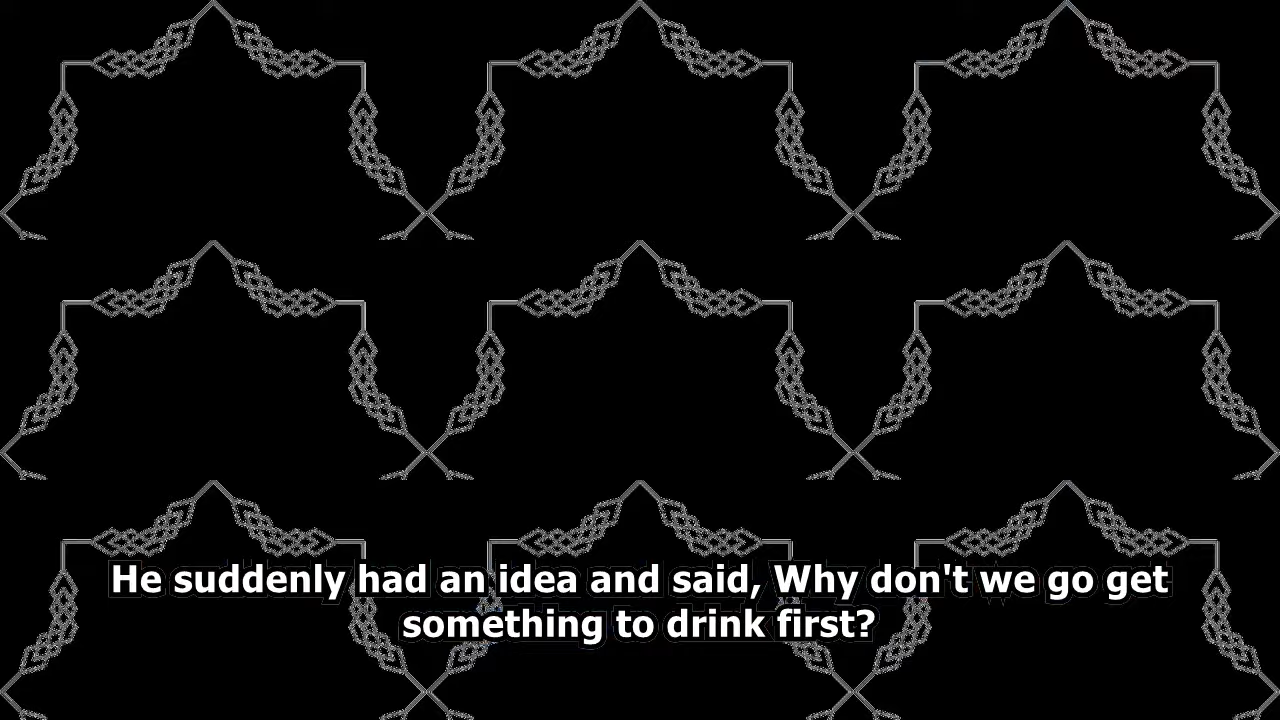 He suddenly had an idea and said, Why don't we go get
something to drink first?